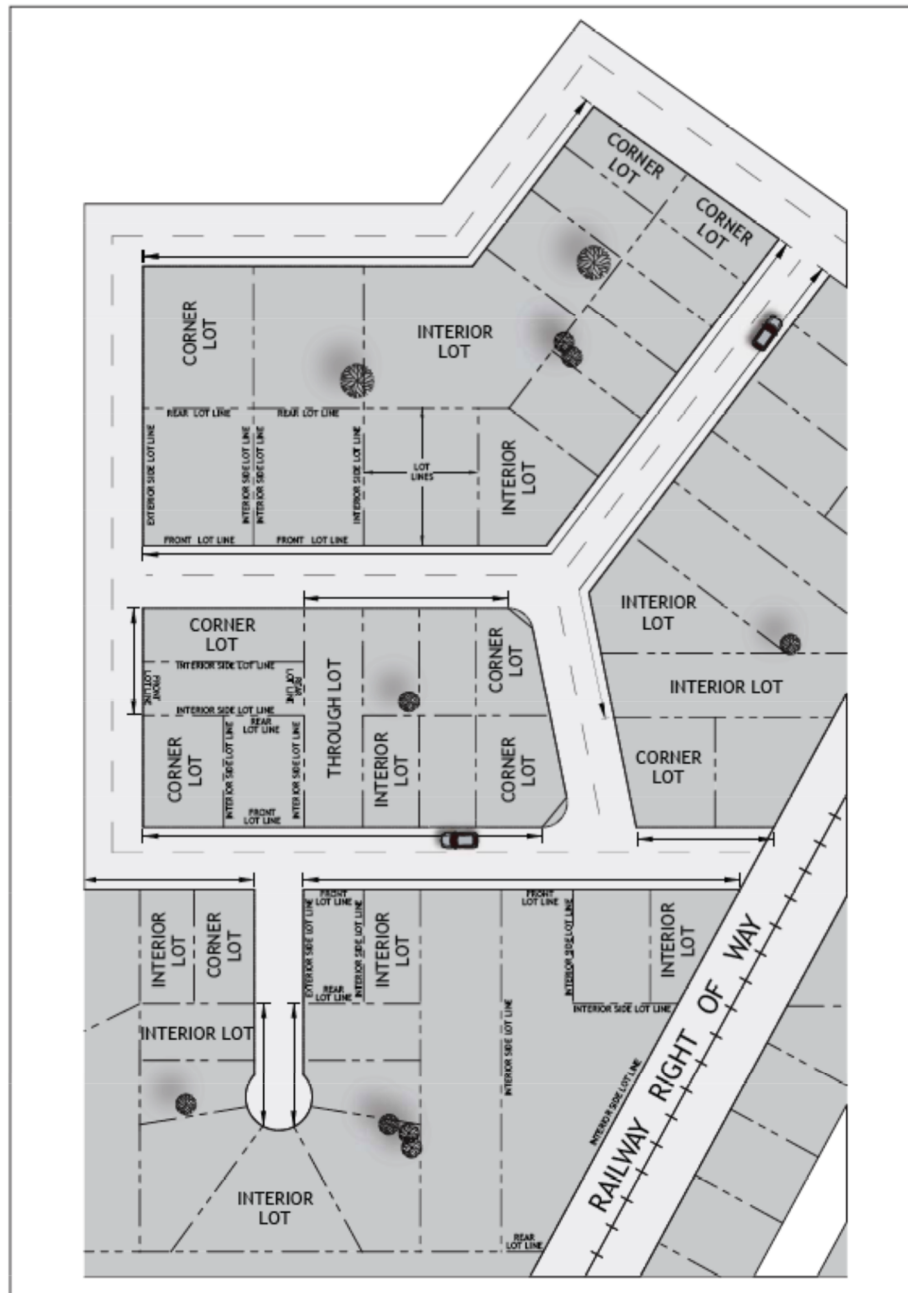 CORNER
LOT
CORNER
LOT
CORNER
LOT
INTERIOR
LOT
REAR LOT LINE
REAR LOT LINE
EXTERIOR SIDE LOT LINE
INTERIOR SIDE LOT LINE
INTERIOR SIDE LOT LINE
INTERIOR SIDE LOT LINE
LOT
LINES
INTERIOR
LOT
FRONT LOT LINE
FRONT LOT LINE
CORNER
LOT
INTERIOR SIDE LOT LINE
FRONT
LOT LINE
REAR
LOT LINE
INTERIOR SIDE LOT LINE
REAR
LOT LINE
THROUGH LOT
CORNER
LOT
INTERIOR
LOT
INTERIOR LOT
CORNER
LOT
INTERIOR SIDE LOT LINE
INTERIOR SIDE LOT LINE
FRONT
LOT LINE
INTERIOR
LOT
CORNER
LOT
CORNER
LOT
INTERIOR
LOT
CORNER
LOT
EXTERIOR SIDE LOT LINE
FRONT
LOT LINE
INTERIOR SIDE LOT LINE
REAR
LOT LINE
INTERIOR
LOT
FRONT
LOT LINE
INTERIOR SIDE LOT LINE
INTERIOR
LOT
INTERIOR SIDE LOT LINE
INTERIOR LOT
INTERIOR SIDE LOT LINE
INTERIOR SIDE LOT LINE
RAILWAY RIGHT OF WAY
INTERIOR
LOT
REAR
LOT LINE